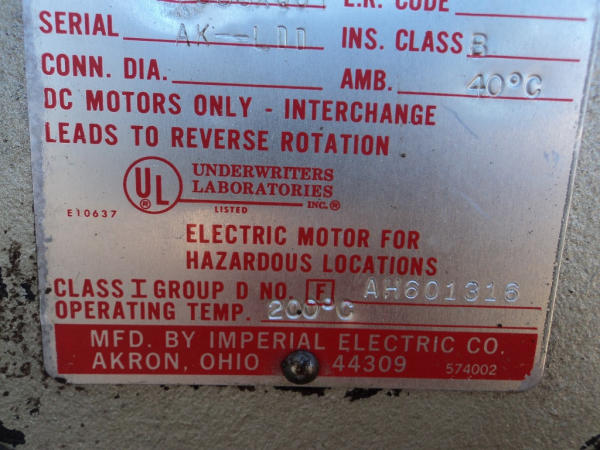 L.R. CODE
SERIAL AK-LDD INS. CLASS B
CONN. DIA. AMB. 40°C
DC MOTORS ONLY - INTERCHANGE
LEADS TO REVERSE ROTATION
UL ® UNDERWRITERS
LABORATORIES
INC.®
LISTED
E10637
ELECTRIC MOTOR FOR
HAZARDOUS LOCATIONS
CLASS I GROUP D NO. F AH601316
OPERATING TEMP. 200°C
MFD. BY IMPERIAL ELECTRIC CO.
AKRON, OHIO 44309 574002